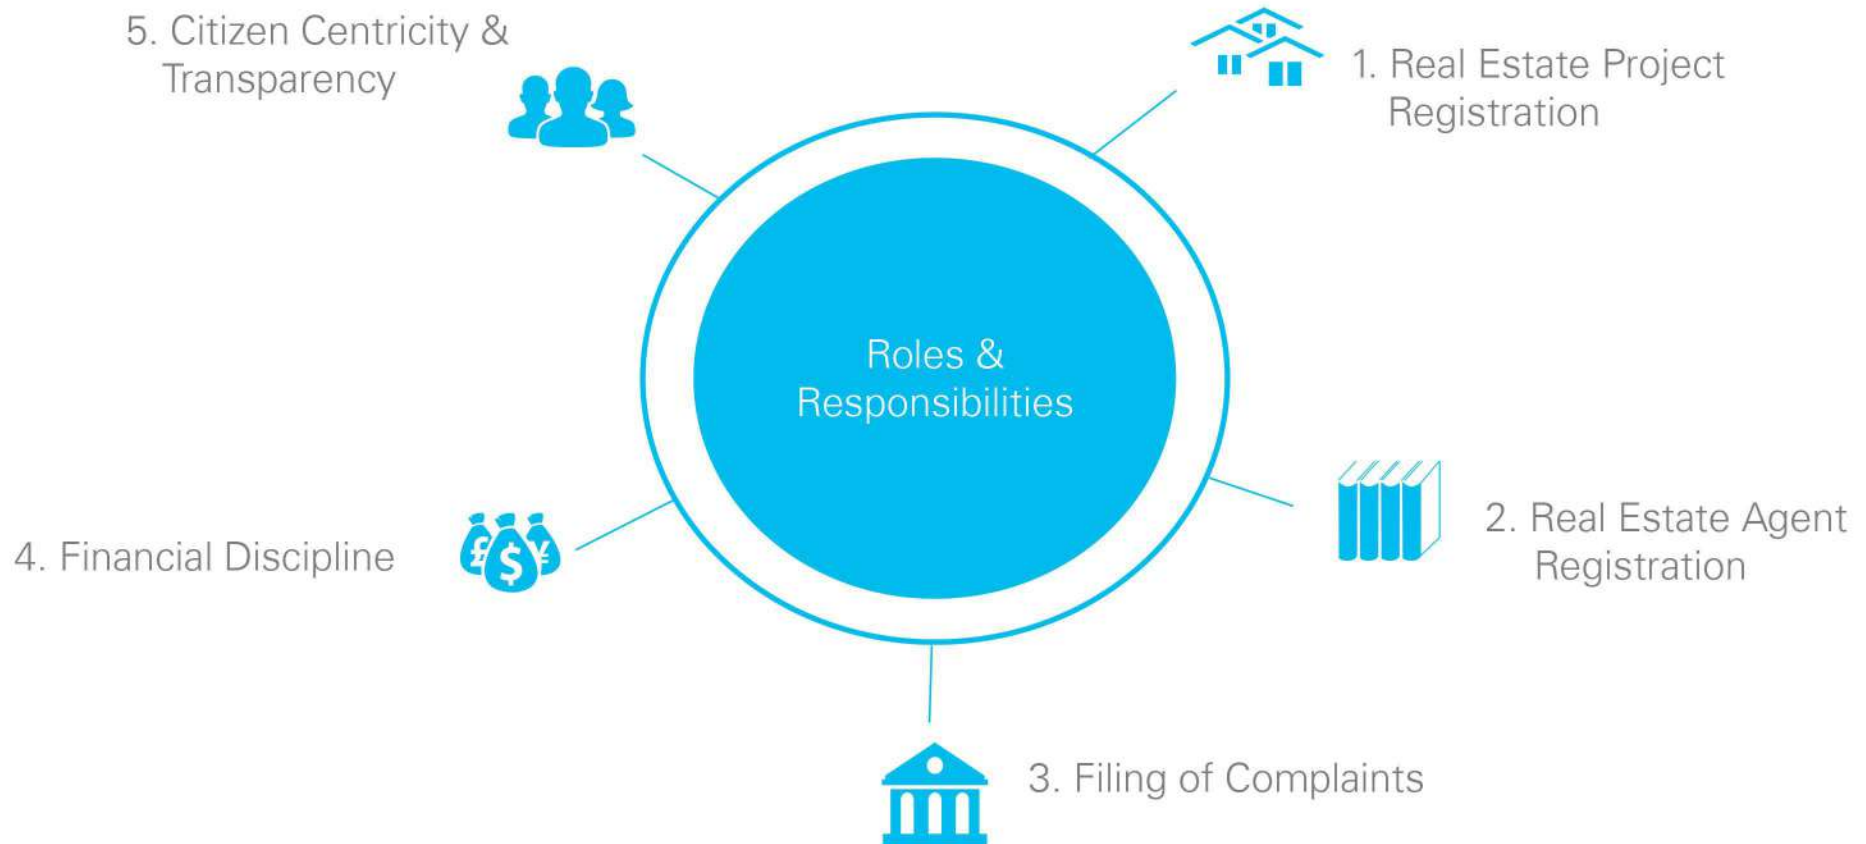 5. Citizen Centricity &
Transparency
1. Real Estate Project
Registration
Roles &
Responsibilities
2. Real Estate Agent
Registration
4. Financial Discipline
£ $ ¥
3. Filing of Complaints